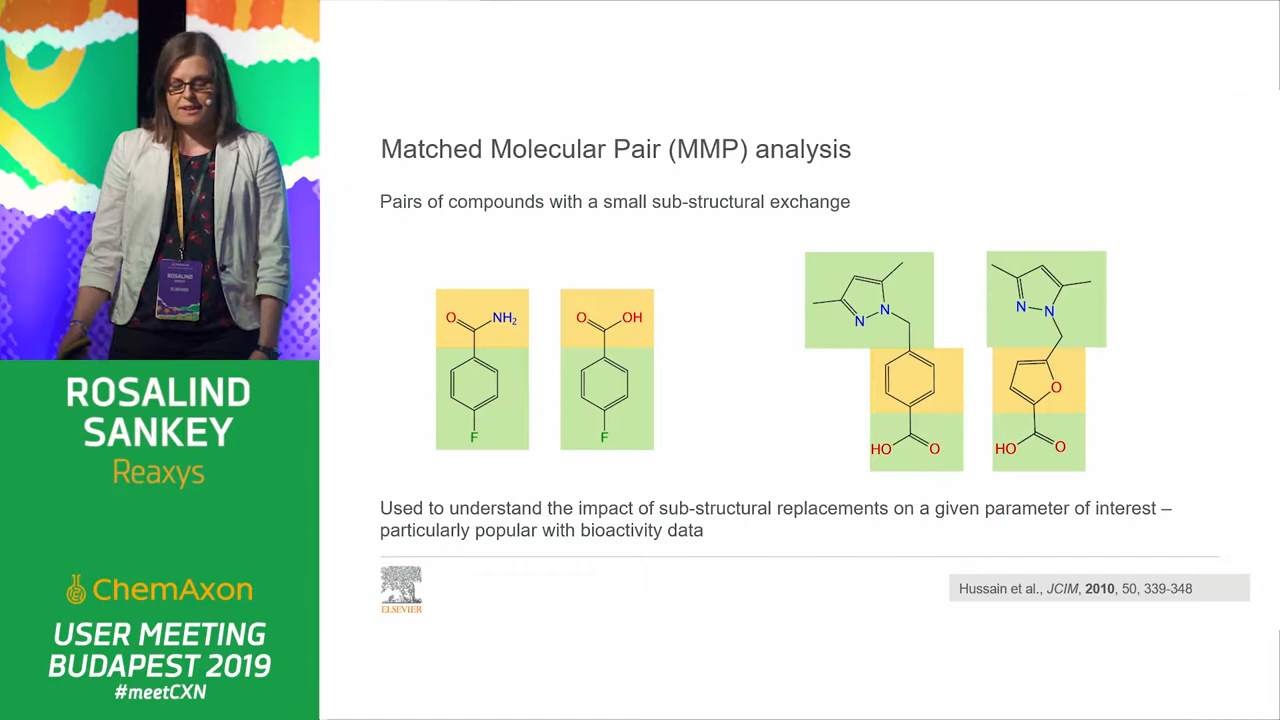 Matched Molecular Pair (MMP) analysis
Pairs of compounds with a small sub-structural exchange
O NH2
F
O OH
F
N N
HO O
N N
O
HO O
Used to understand the impact of sub-structural replacements on a given parameter of interest –
particularly popular with bioactivity data
ELSEVIER
Hussain et al., JCIM, 2010, 50, 339-348
ROSALIND
SANKEY
ROSALIND
SANKEY
Reaxys
ChemAxon
USER MEETING
BUDAPEST 2019
#meetCXN